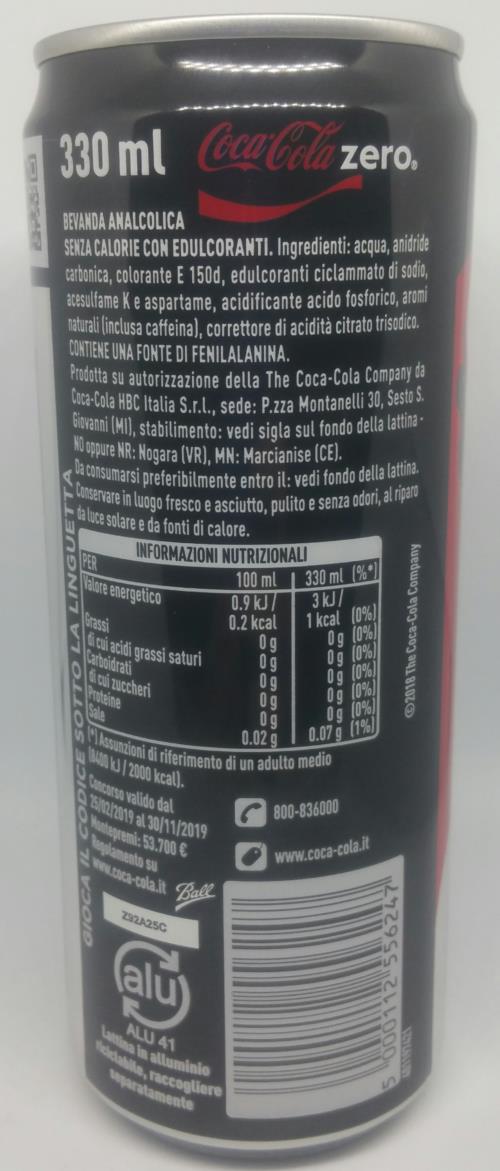 330 ml
Coca-Cola zero®
BEVANDA ANALCOLICA
SENZA CALORIE CON EDULCORANTI. Ingredienti: acqua, anidride
carbonica, colorante E 150d, edulcoranti ciclammato di sodio,
acesulfame K e aspartame, acidificante acido fosforico, aromi
naturali (inclusa caffeina), correttore di acidità citrato trisodico.
CONTIENE UNA FONTE DI FENILALANINA.
Prodotta su autorizzazione della The Coca-Cola Company da
Coca-Cola HBC Italia S.r.l., sede: P.zza Montanelli 30, Sesto S.
Giovanni (MI), stabilimento: vedi sigla sul fondo della lattina -
NO oppure NR: Nogara (VR), MN: Marcianise (CE).
Da consumarsi preferibilmente entro il: vedi fondo della lattina.
Conservare in luogo fresco e asciutto, pulito e senza odori, al riparo
da luce solare e da fonti di calore.
INFORMAZIONI NUTRIZIONALI
PER 100 ml 330 ml (%*)
Valore energetico 0.9 kJ / 3 kJ /
0.2 kcal 1 kcal (0%)
Grassi 0 g 0 g (0%)
di cui acidi grassi saturi 0 g 0 g (0%)
Carboidrati 0 g 0 g (0%)
di cui zuccheri 0 g 0 g (0%)
Proteine 0 g 0 g (0%)
Sale 0.02 g 0.07 g (1%)
(*) Assunzioni di riferimento di un adulto medio
(8400 kJ / 2000 kcal).
Concorso valido dal
25/02/2019 al 30/11/2019
Montepremi: 53.700 €
Regolamento su
www.coca-cola.it
800-836000
www.coca-cola.it
Ball
Z92A25C
alu
ALU 41
Lattina in alluminio
riciclabile, raccogliere
separatamente
5 000112 556247
GIOCA IL CODICE SOTTO LA LINGUETTA
©2018 The Coca-Cola Company